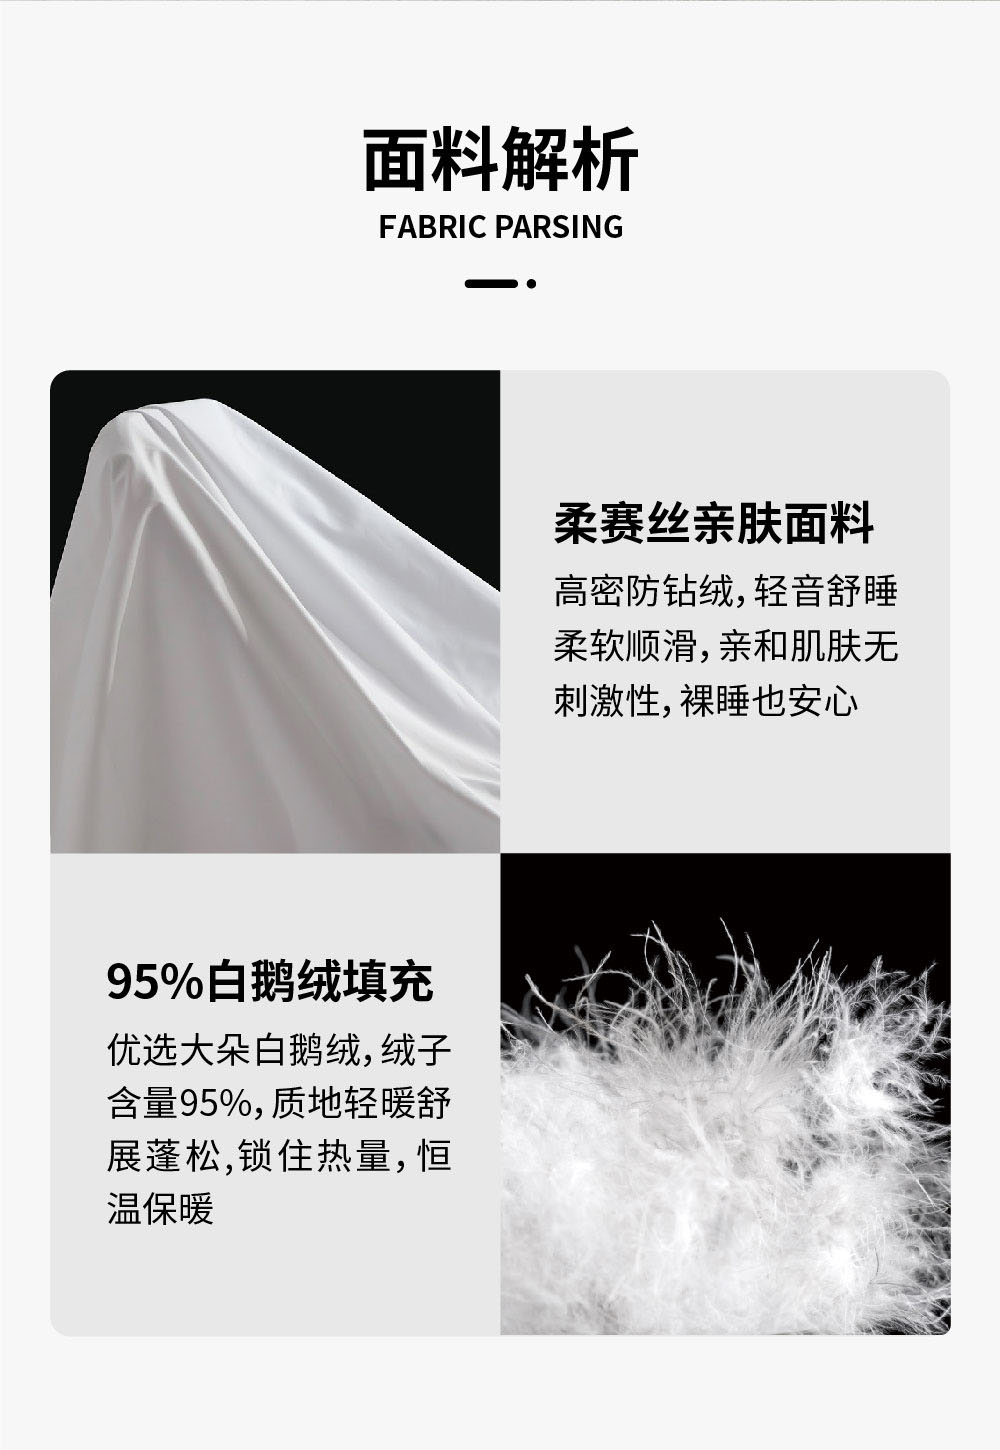 面料解析
FABRIC PARSING
柔赛丝亲肤面料
高密防钻绒，轻音舒睡
柔软顺滑，亲和肌肤无
刺激性，裸睡也安心
95%白鹅绒填充
优选大朵白鹅绒，绒子
含量95%，质地轻暖舒
展蓬松,锁住热量，恒
温保暖